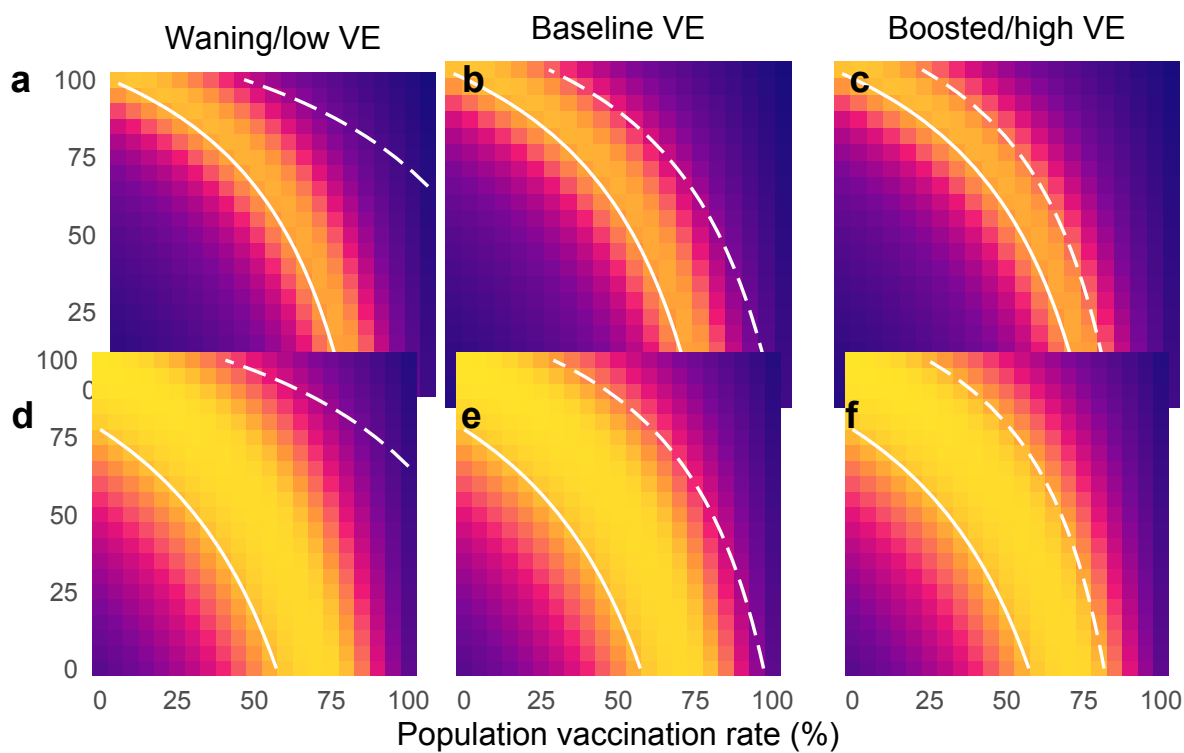 Waning/low VE
Baseline VE
Boosted/high VE
a
b
c
100
75
50
25
0
d
e
f
100
75
50
25
0
0 25 50 75 100
0 25 50 75 100
0 25 50 75 100
Population vaccination rate (%)